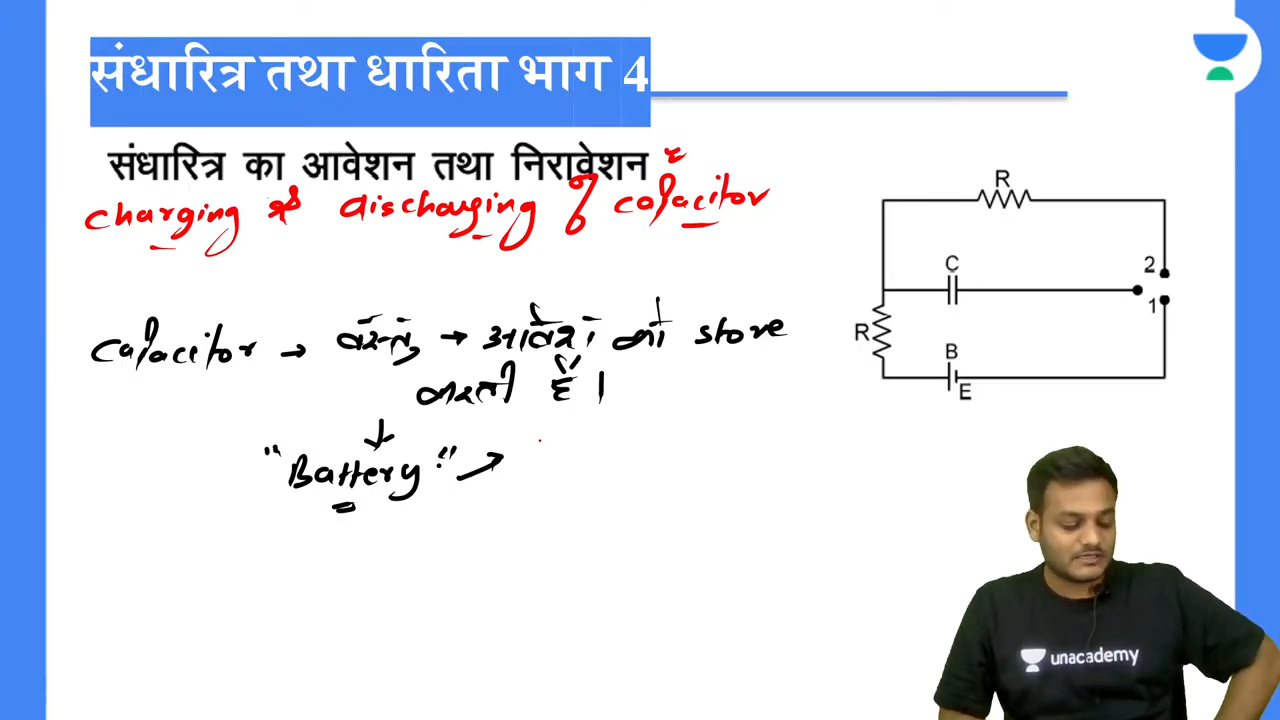 संधारित्र तथा धारिता भाग 4
संधारित्र का आवेशन तथा निरावेशन
charging & discharging of capacitor
capacitor → वस्तु → आवेश को store
करती है ।
"Battery" →
R
C
2
1
R
B
E
unacademy